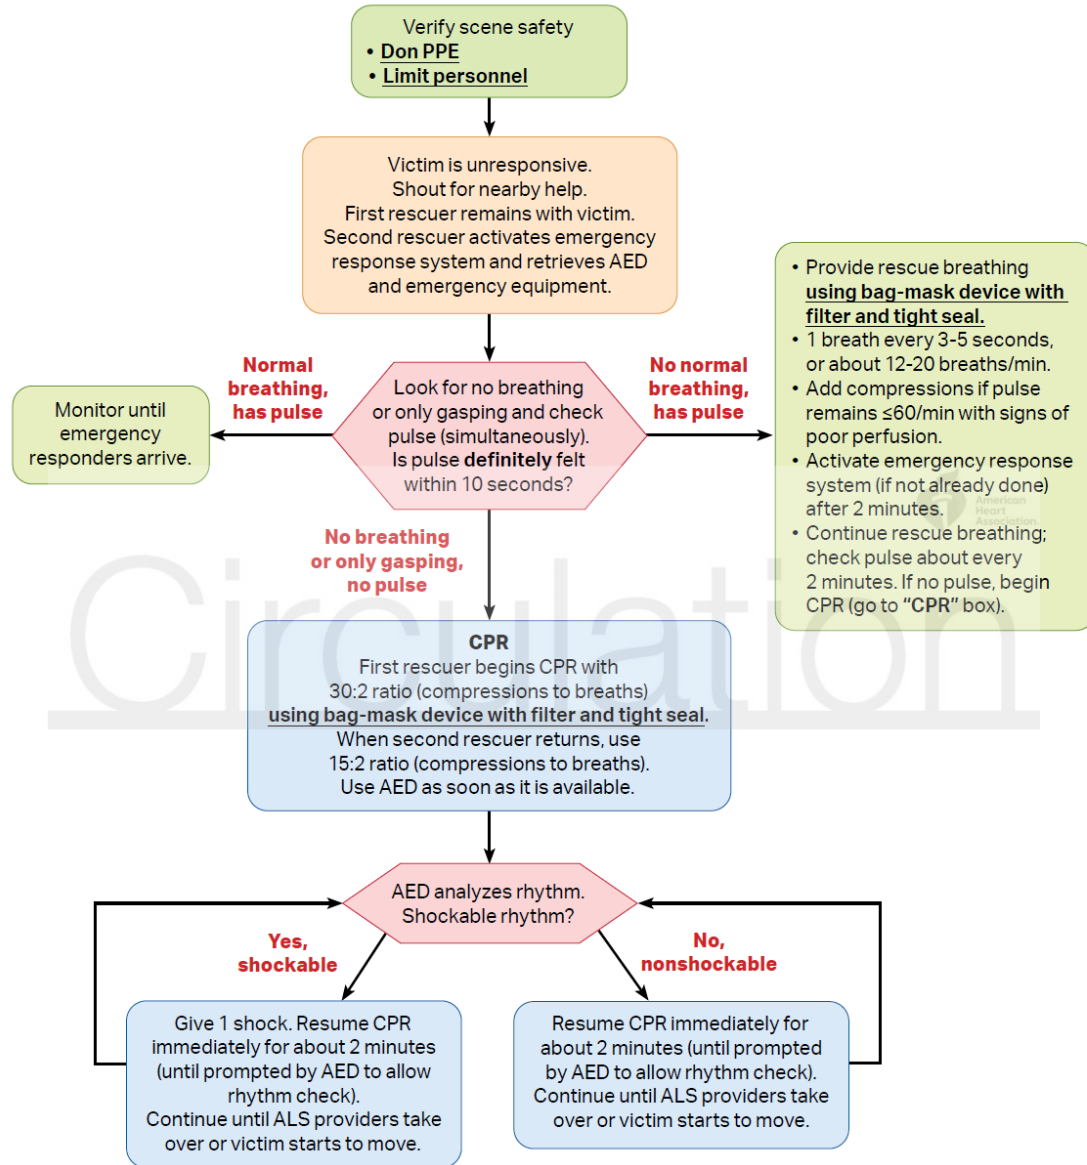 Verify scene safety
• Don PPE
• Limit personnel
Victim is unresponsive.
Shout for nearby help.
First rescuer remains with victim.
Second rescuer activates emergency
response system and retrieves AED
and emergency equipment.
Normal
breathing,
has pulse
Look for no breathing
or only gasping and check
pulse (simultaneously).
Is pulse definitely felt
within 10 seconds?
No normal
breathing,
has pulse
Monitor until
emergency
responders arrive.
• Provide rescue breathing
using bag-mask device with
filter and tight seal.
• 1 breath every 3-5 seconds,
or about 12-20 breaths/min.
• Add compressions if pulse
remains ≤60/min with signs of
poor perfusion.
• Activate emergency response
system (if not already done)
after 2 minutes.
• Continue rescue breathing;
check pulse about every
2 minutes. If no pulse, begin
CPR (go to “CPR” box).
American
Heart
Association.
No breathing
or only gasping,
no pulse
Circulation
CPR
First rescuer begins CPR with
30:2 ratio (compressions to breaths)
using bag-mask device with filter and tight seal.
When second rescuer returns, use
15:2 ratio (compressions to breaths).
Use AED as soon as it is available.
AED analyzes rhythm.
Shockable rhythm?
Yes,
shockable
No,
nonshockable
Give 1 shock. Resume CPR
immediately for about 2 minutes
(until prompted by AED to allow
rhythm check).
Continue until ALS providers take
over or victim starts to move.
Resume CPR immediately for
about 2 minutes (until prompted
by AED to allow rhythm check).
Continue until ALS providers take
over or victim starts to move.